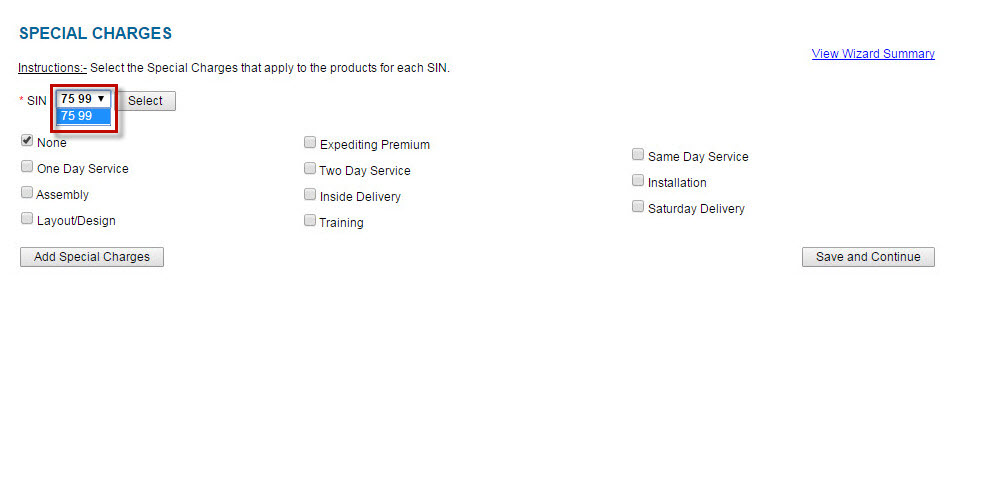 SPECIAL CHARGES
View Wizard Summary
Instructions:- Select the Special Charges that apply to the products for each SIN.
* SIN 75 99 Select
75 99
None
Expediting Premium
Same Day Service
One Day Service
Two Day Service
Installation
Assembly
Inside Delivery
Saturday Delivery
Layout/Design
Training
Add Special Charges
Save and Continue